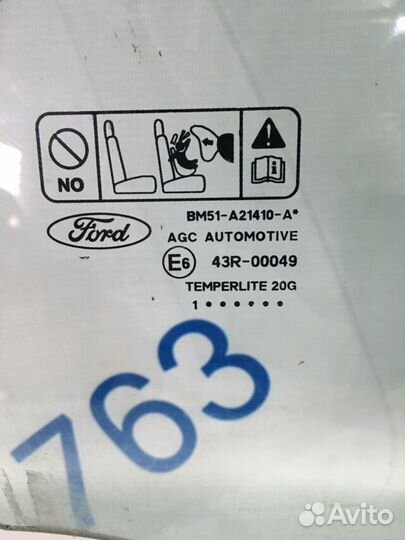 NO
Ford
BM51-A21410-A*
AGC AUTOMOTIVE
E6 43R-00049
TEMPERLITE 20G
1 • • • • • •
763
Avito